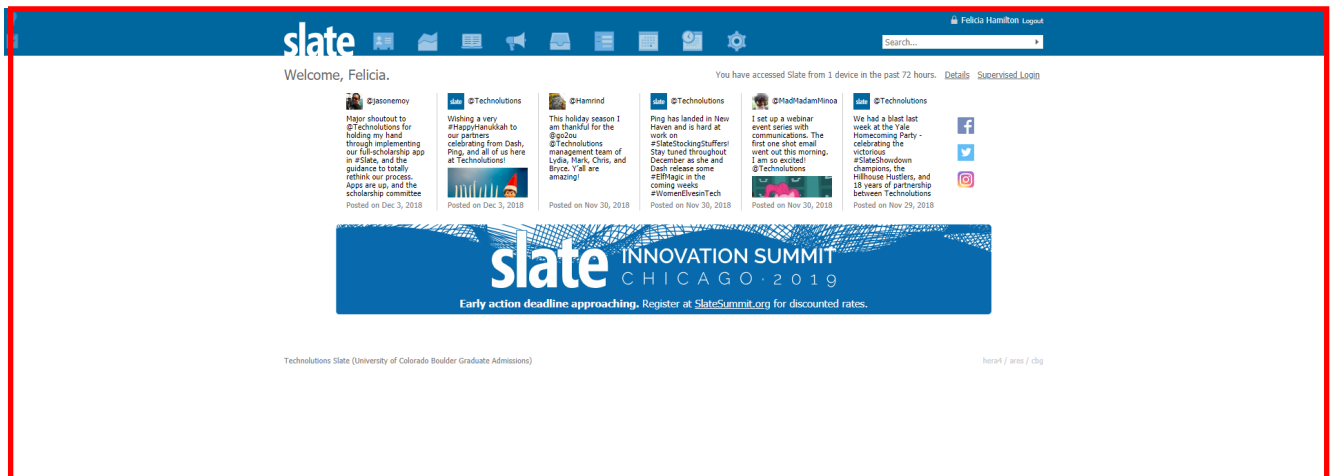 Felicia Hamilton Logout
slate
Search...
Welcome, Felicia.
You have accessed Slate from 1 device in the past 72 hours. Details Supervised Login
@jasonemoy
Major shoutout to
@Technolutions for
holding my hand
through implementing
our full-scholarship app
in #Slate, and the
guidance to totally
rethink our process.
Apps are up, and the
scholarship committee
Posted on Dec 3, 2018
slate @Technolutions
Wishing a very
#HappyHanukkah to
our partners
celebrating from Dash,
Ping, and all of us here
at Technolutions!
Posted on Dec 3, 2018
@Hamrind
This holiday season I
am thankful for the
@go2ou
@Technolutions
management team of
Lydia, Mark, Chris, and
Bryce. Y'all are
amazing!
Posted on Nov 30, 2018
slate @Technolutions
Ping has landed in New
Haven and is hard at
work on
#SlateStockingStuffers!
Stay tuned throughout
December as she and
Dash release some
#ElfMagic in the
coming weeks
#WomenElvesinTech
Posted on Nov 30, 2018
@MadMadamMinoa
I set up a webinar
event series with
communications. The
first one shot email
went out this morning.
I am so excited!
@Technolutions
Posted on Nov 30, 2018
slate @Technolutions
We had a blast last
week at the Yale
Homecoming Party -
celebrating the
victorious
#SlateShowdown
champions, the
Hillhouse Hustlers, and
18 years of partnership
between Technolutions
Posted on Nov 29, 2018
slate INNOVATION SUMMIT
CHICAGO · 2019
Early action deadline approaching. Register at SlateSummit.org for discounted rates.
Technolutions Slate (University of Colorado Boulder Graduate Admissions)
hera4 / ares / cbg